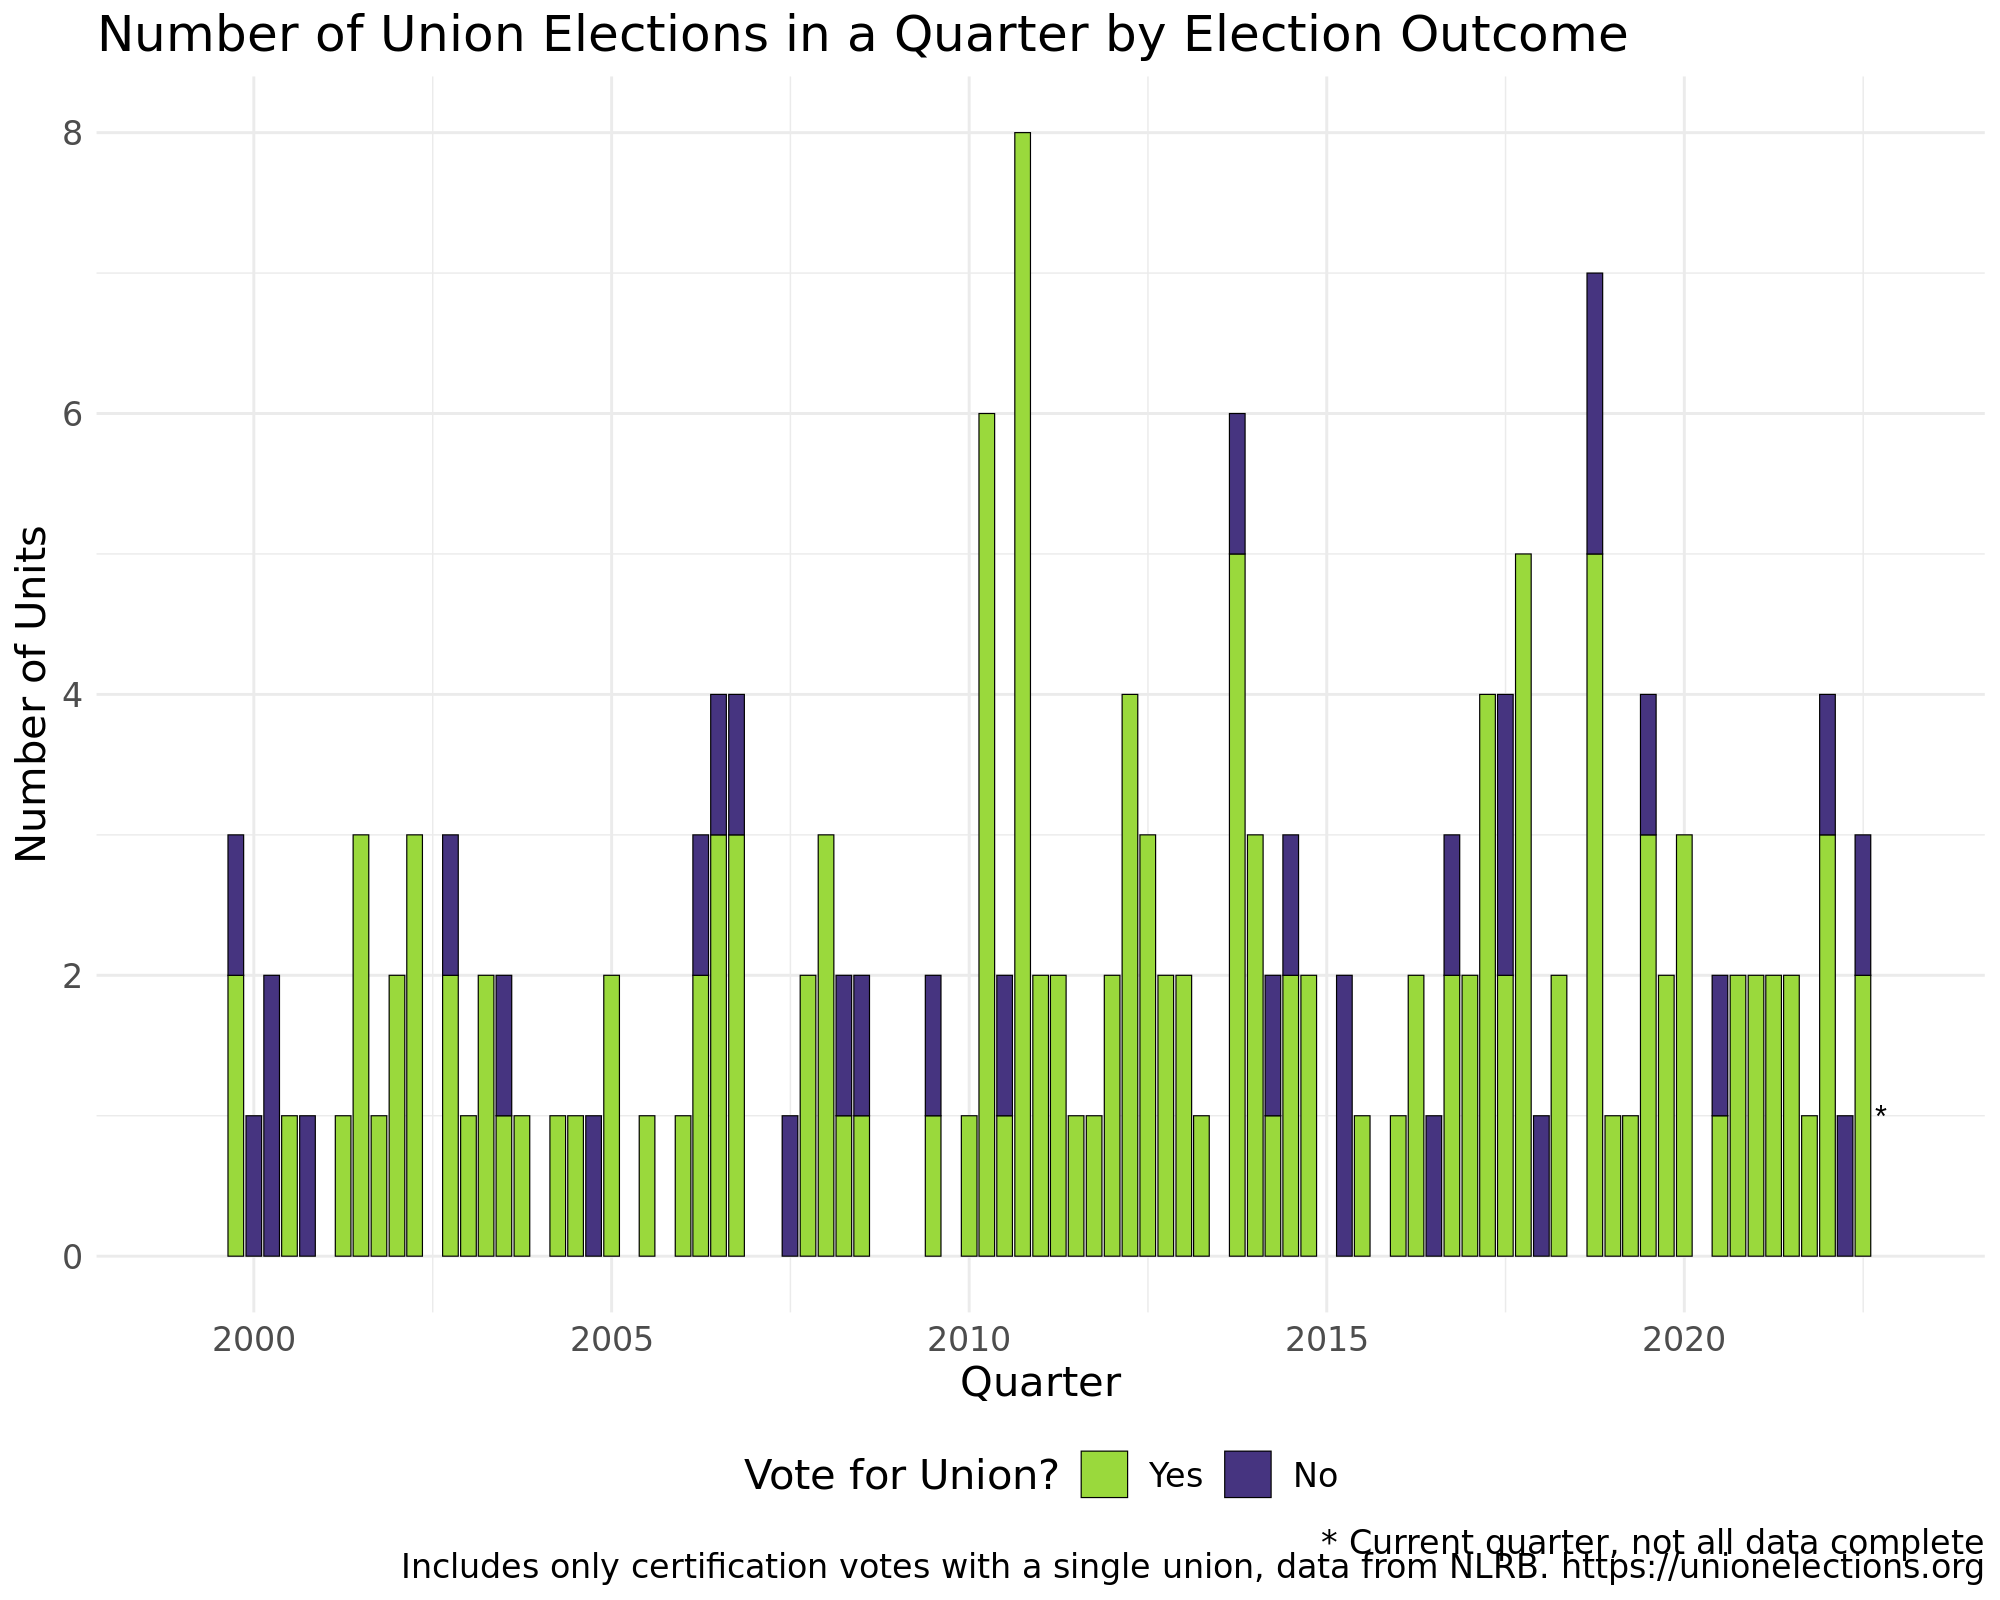 Number of Union Elections in a Quarter by Election Outcome
8
6
4
2
0
Number of Units
*
2000 2005 2010 2015 2020
Quarter
Vote for Union? Yes No
* Current quarter, not all data complete
Includes only certification votes with a single union, data from NLRB. https://unionelections.org